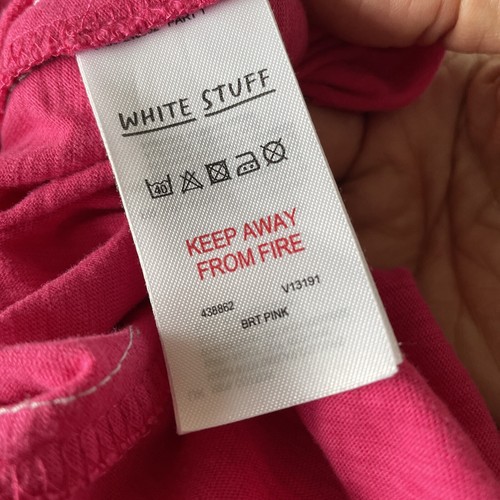 WHITE STUFF
40
KEEP AWAY
FROM FIRE
438862 V13191
BRT PINK